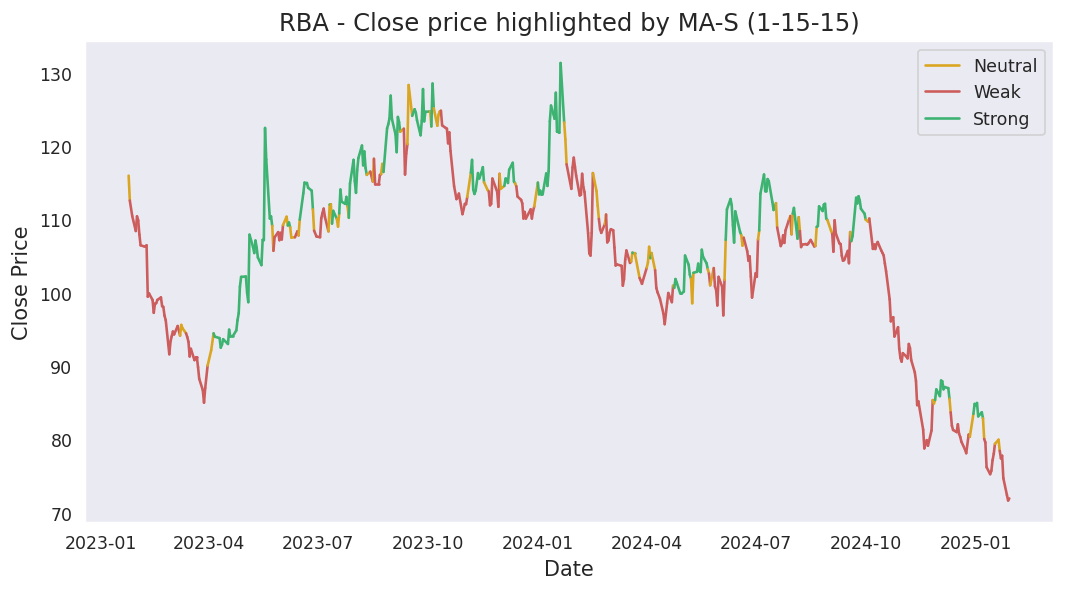 RBA - Close price highlighted by MA-S (1-15-15)
Neutral
Weak
Strong
130
120
110
100
90
80
70
Close Price
2023-01 2023-04 2023-07 2023-10 2024-01 2024-04 2024-07 2024-10 2025-01
Date